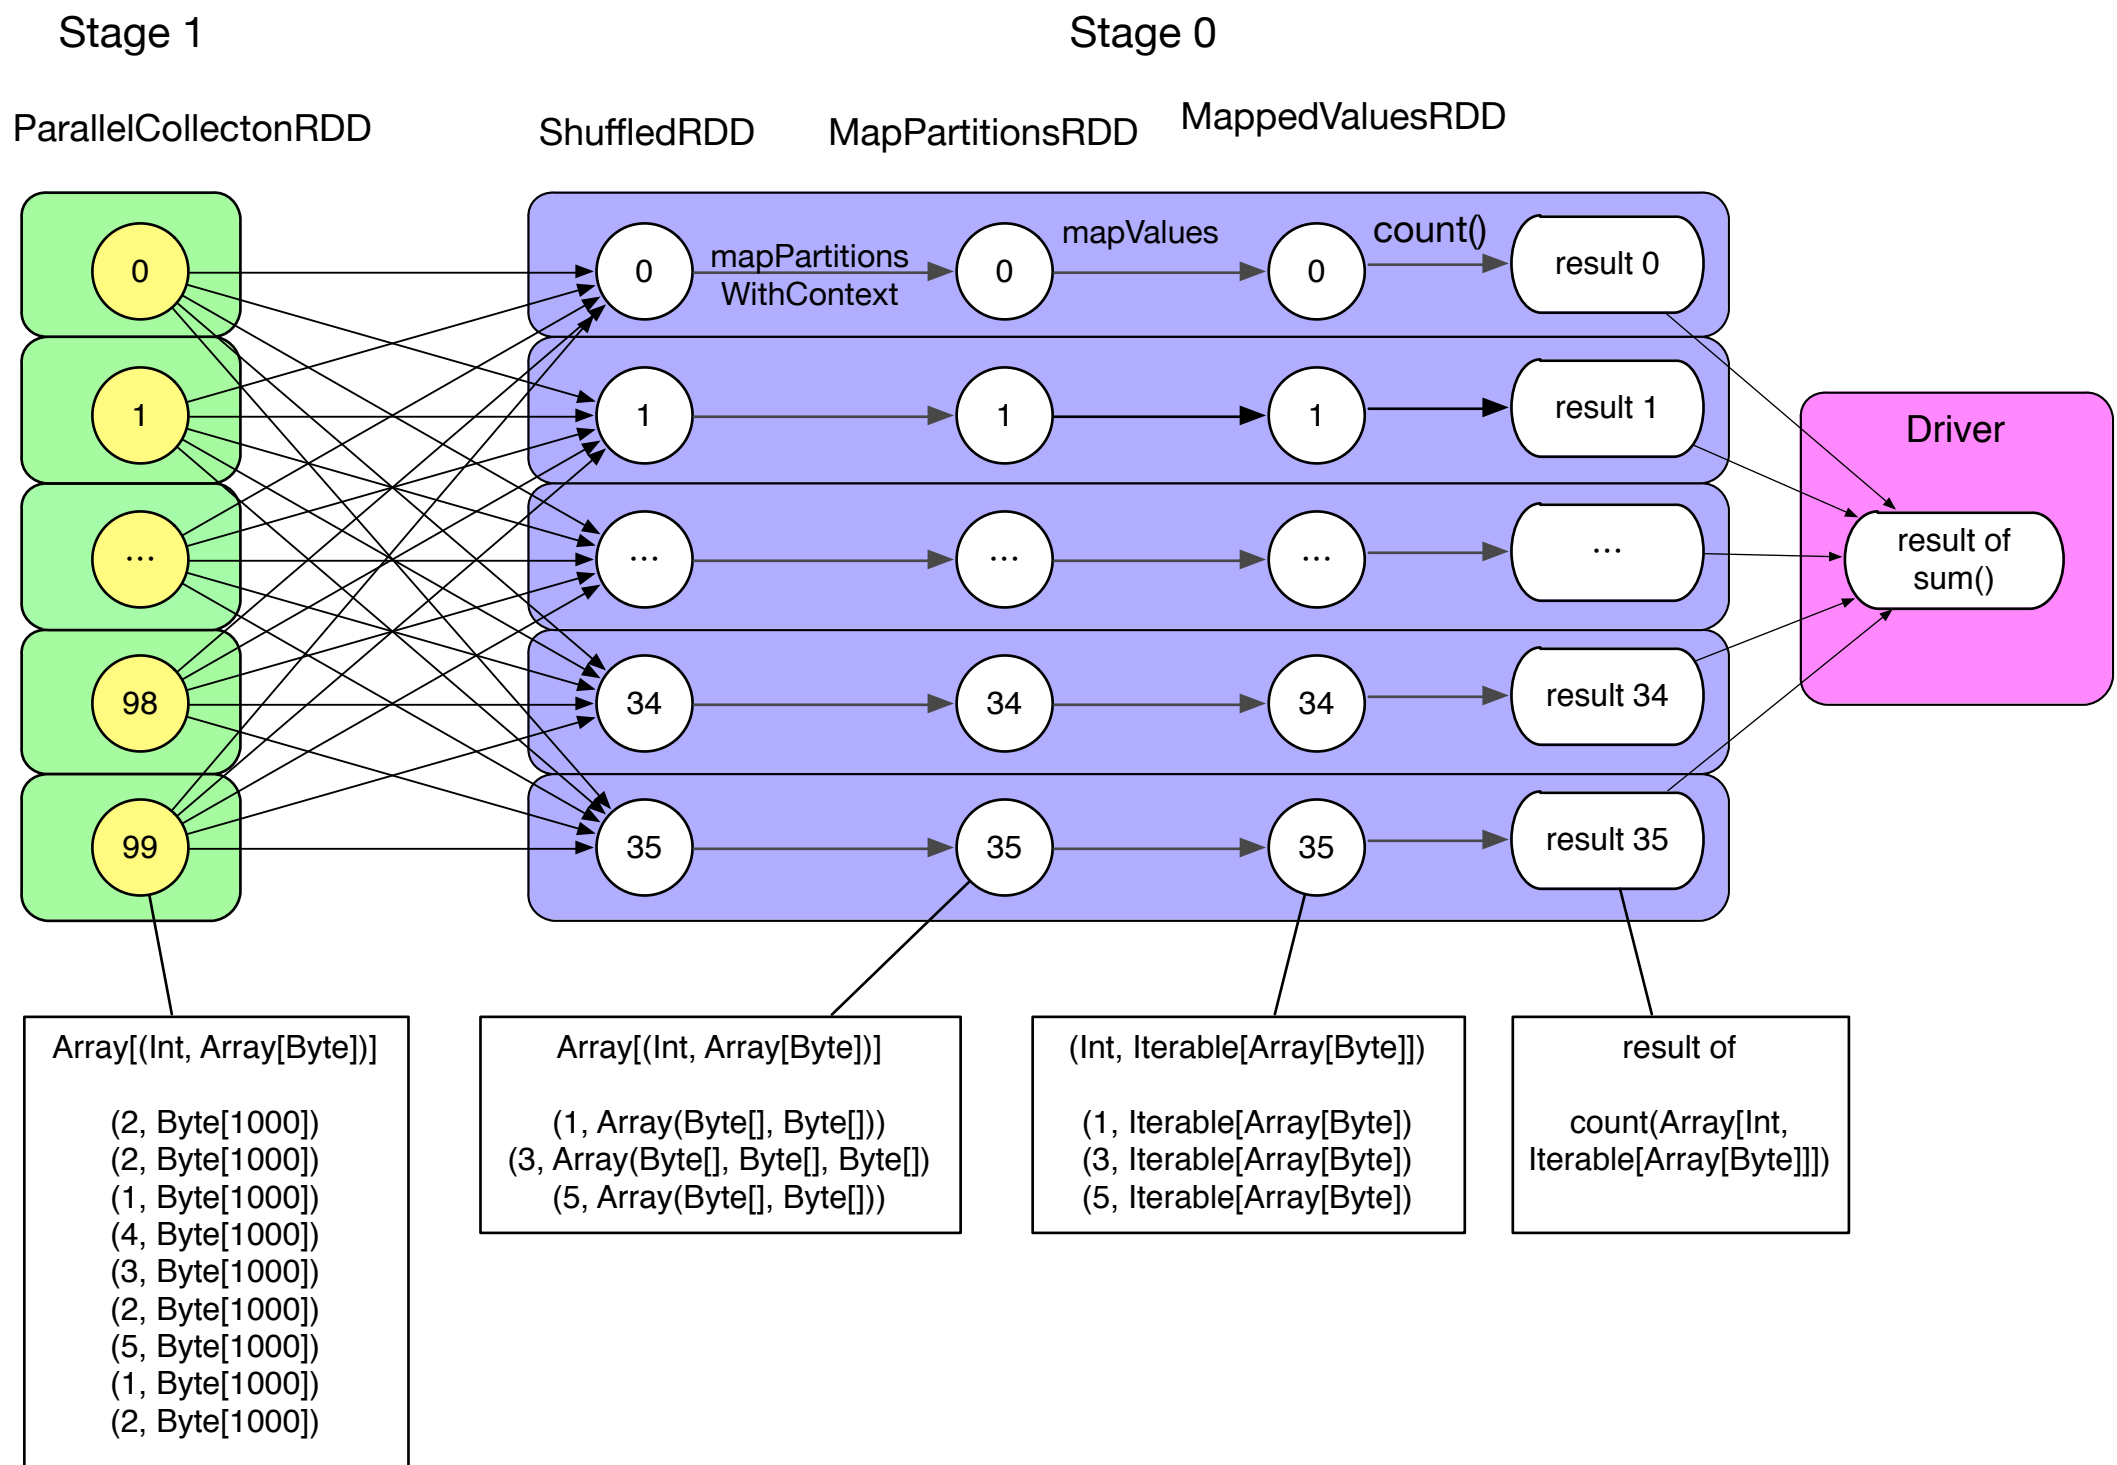 Stage 1
Stage 0
ParallelCollectonRDD
ShuffledRDD
MapPartitionsRDD
MappedValuesRDD
0
0
mapPartitions
WithContext
0
mapValues
0
count()
result 0
1
1
1
1
result 1
Driver
...
...
...
...
...
result of
sum()
98
34
34
34
result 34
99
35
35
35
result 35
Array[(Int, Array[Byte])]
(2, Byte[1000])
(2, Byte[1000])
(1, Byte[1000])
(4, Byte[1000])
(3, Byte[1000])
(2, Byte[1000])
(5, Byte[1000])
(1, Byte[1000])
(2, Byte[1000])
Array[(Int, Array[Byte])]
(1, Array(Byte[], Byte[]))
(3, Array(Byte[], Byte[], Byte[])
(5, Array(Byte[], Byte[]))
(Int, Iterable[Array[Byte]])
(1, Iterable[Array[Byte])
(3, Iterable[Array[Byte])
(5, Iterable[Array[Byte])
result of
count(Array[Int,
Iterable[Array[Byte]]])